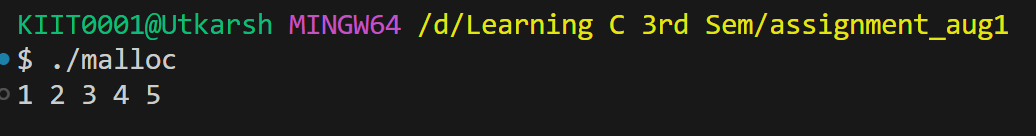 KIIT0001@Utkarsh MINGW64 /d/Learning C 3rd Sem/assignment_aug1
$ ./malloc
1 2 3 4 5